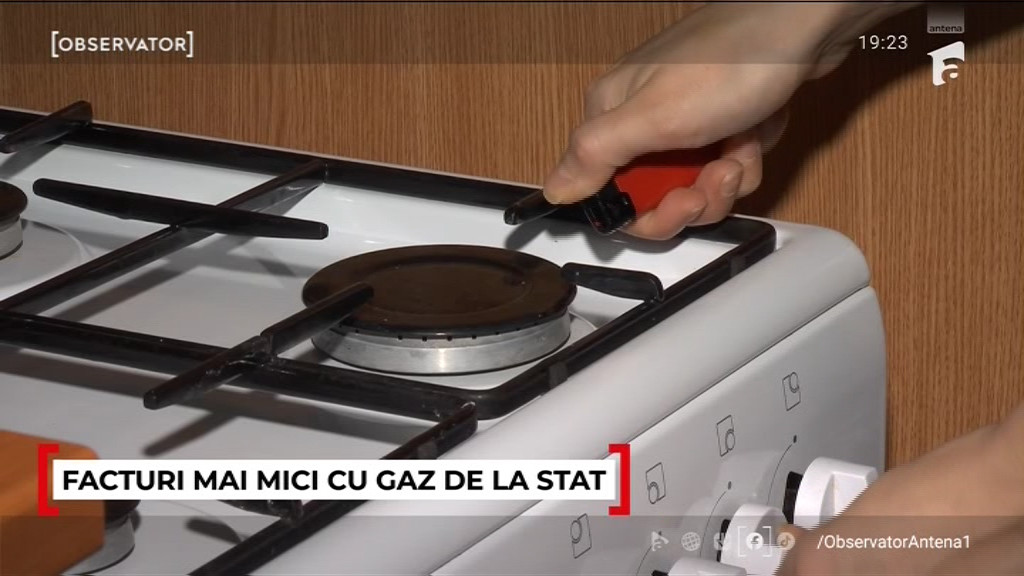 [OBSERVATOR]
19:23
antena
a
FACTURI MAI MICI CU GAZ DE LA STAT
/ObservatorAntena1